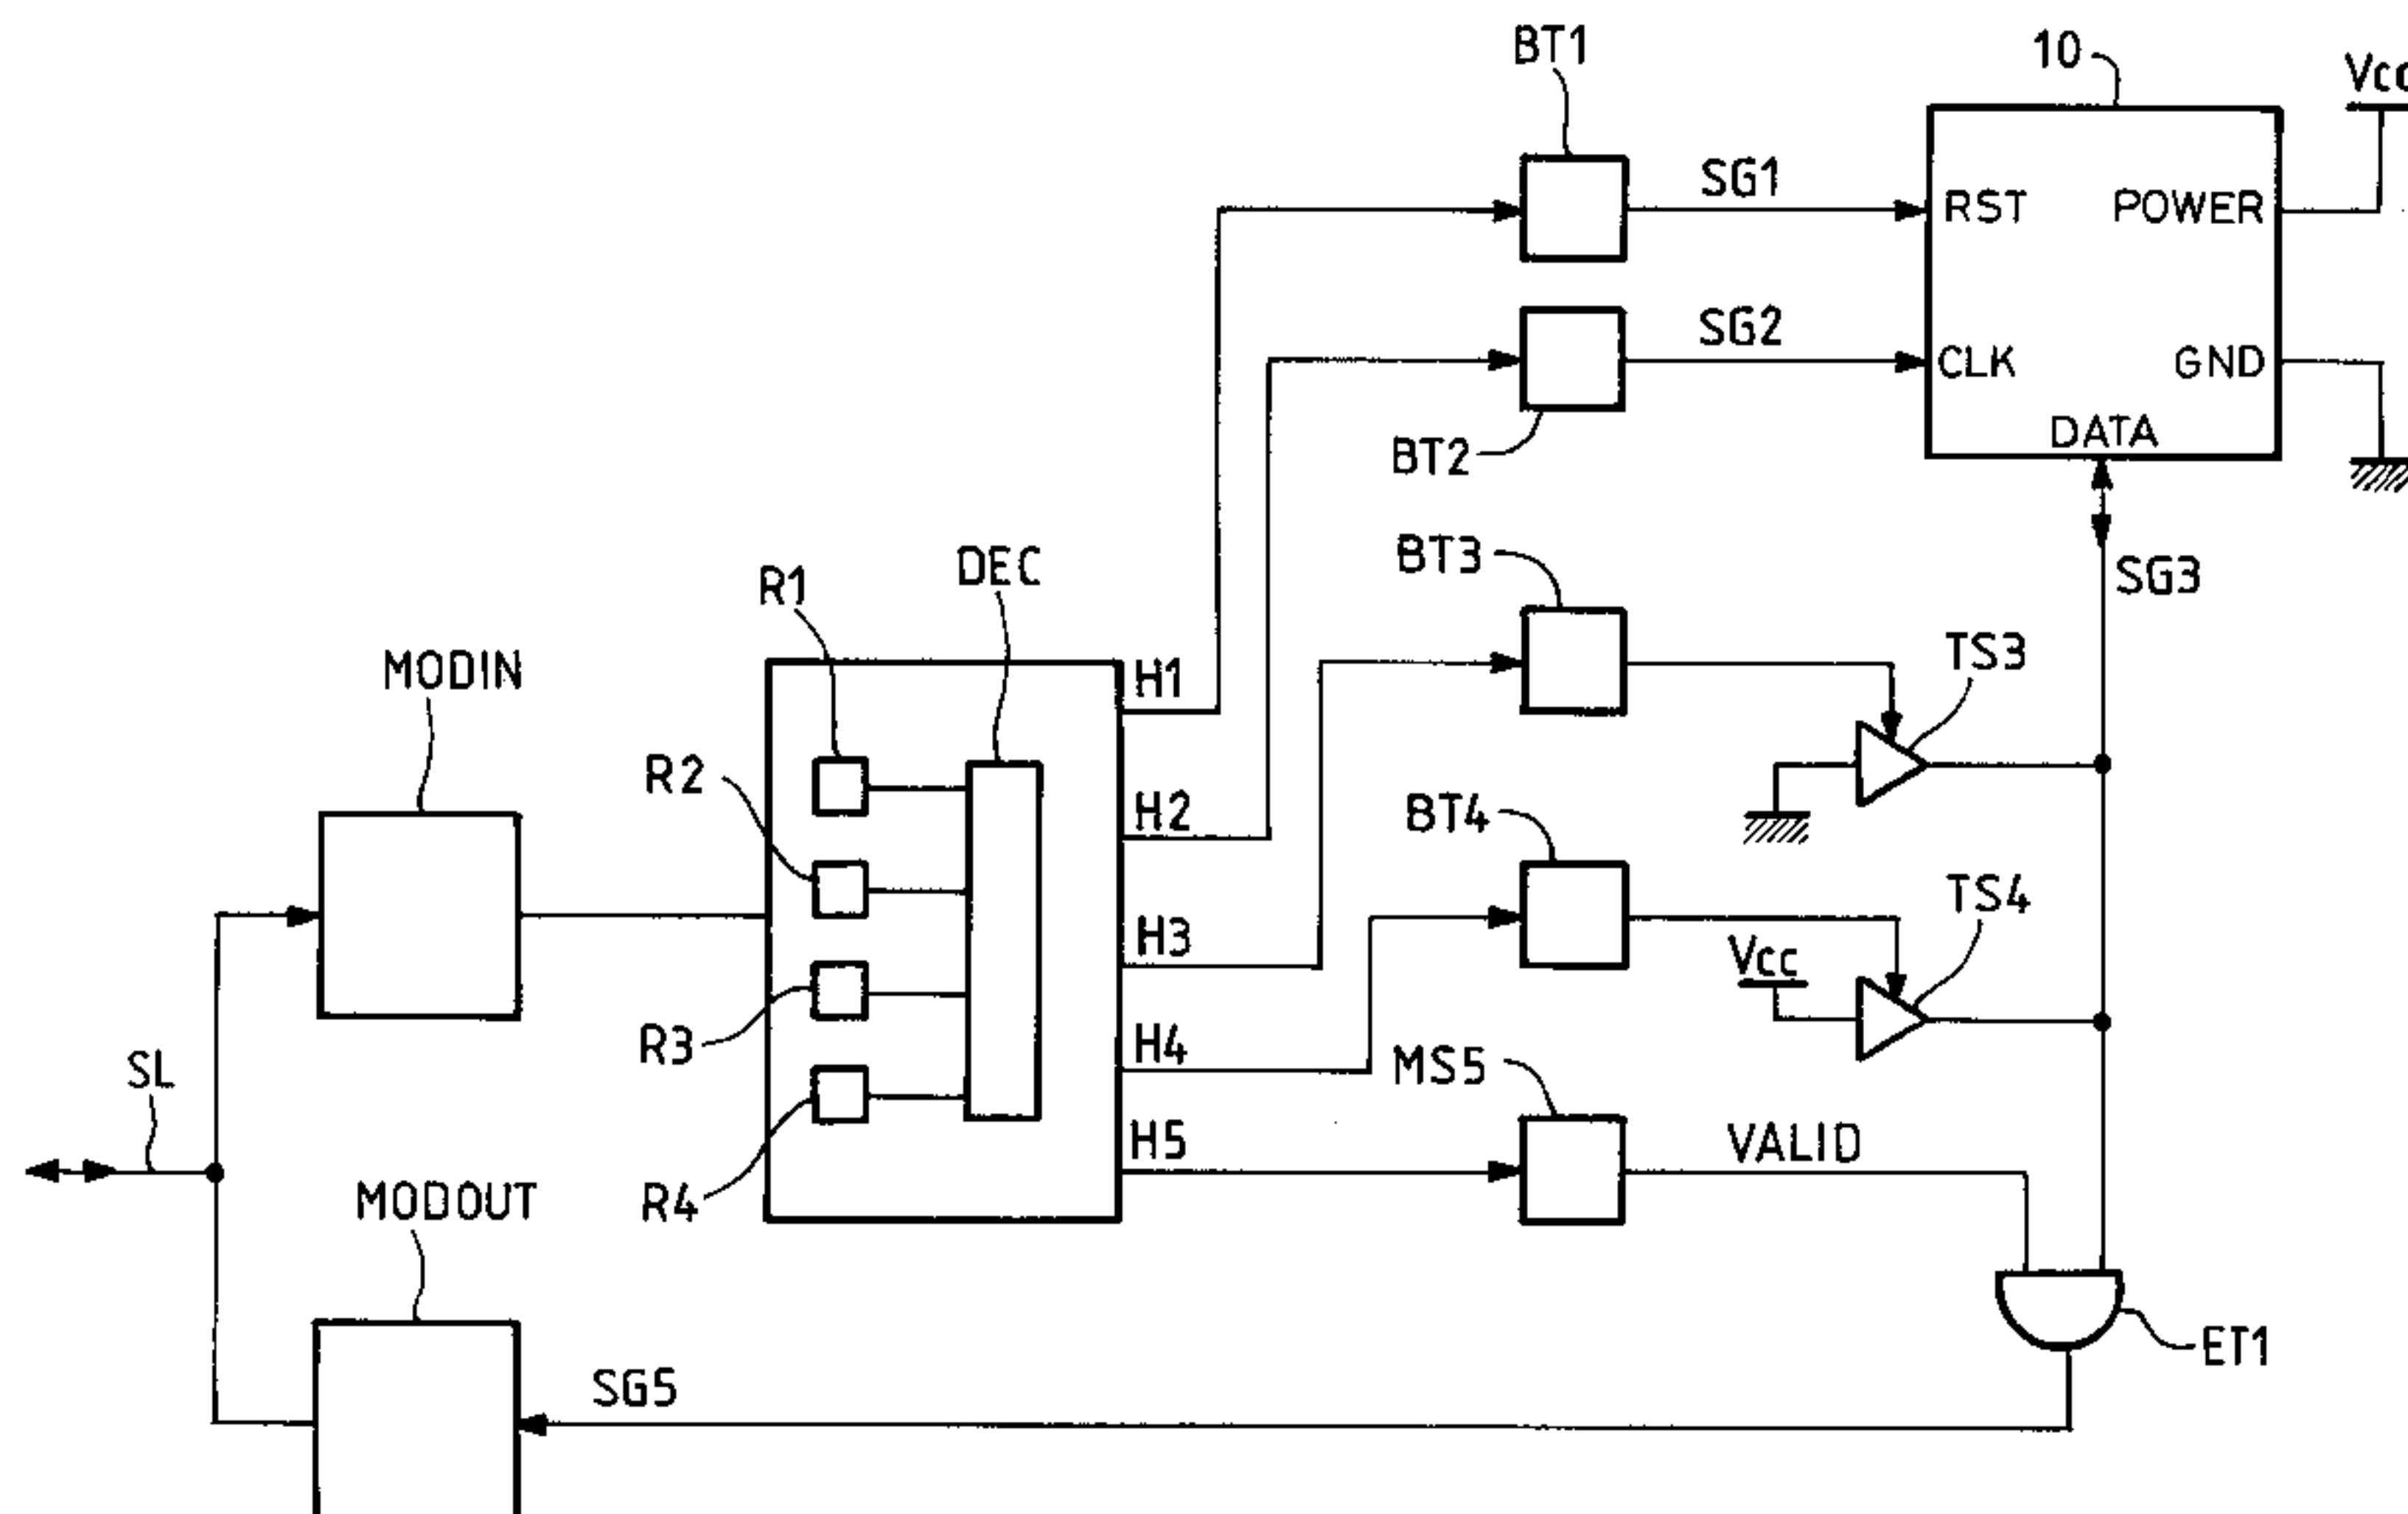 BT1
10
Vcc
SG1
RST
POWER
SG2
CLK
GND
DATA
BT2
BT3
SG3
DEC
R1
TS3
MODIN
H1
R2
H2
BT4
TS4
H3
Vcc
R3
H4
MS5
SL
H5
VALID
R4
MODOUT
ET1
SG5